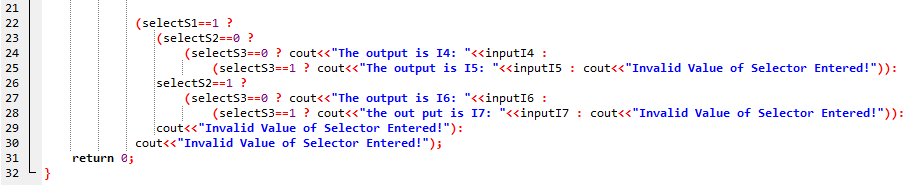 21
22 (selectS1==1 ?
23 (selectS2==0 ?
24 (selectS3==0 ? cout<<"The output is I4: "<<inputI4 :
25 (selectS3==1 ? cout<<"The output is I5: "<<inputI5 : cout<<"Invalid Value of Selector Entered!")):
26 selectS2==1 ?
27 (selectS3==0 ? cout<<"The output is I6: "<<inputI6 :
28 (selectS3==1 ? cout<<"the out put is I7: "<<inputI7 : cout<<"Invalid Value of Selector Entered!")):
29 cout<<"Invalid Value of Selector Entered!"):
30 cout<<"Invalid Value of Selector Entered!");
31 return 0;
32 }